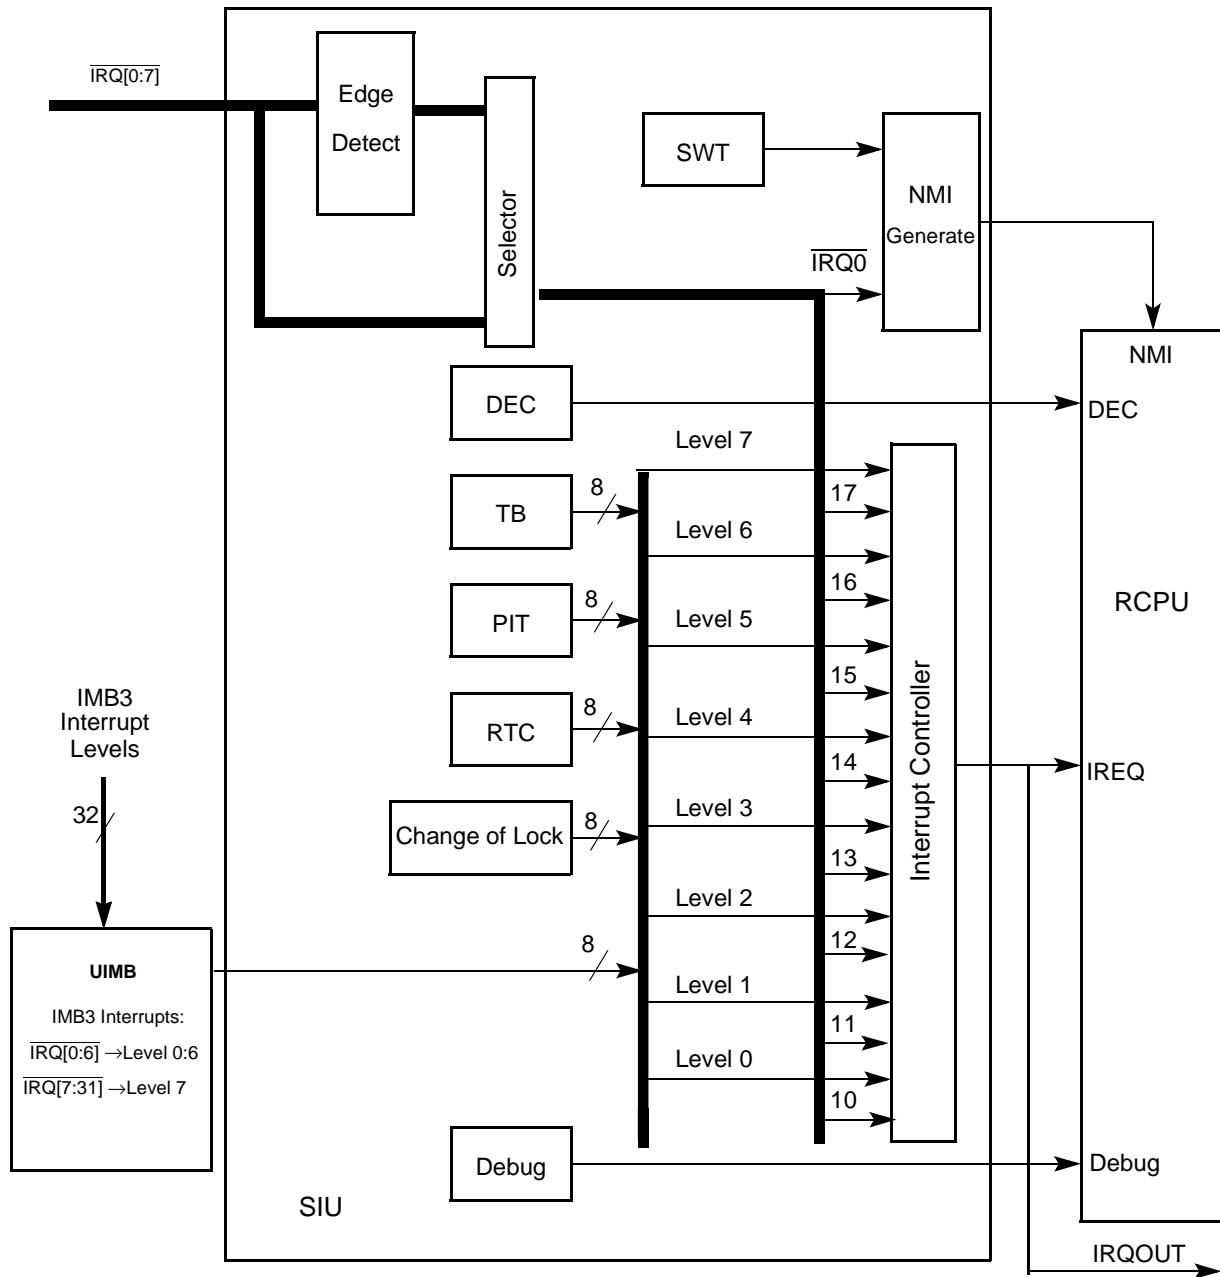 IRQ[0:7]
Edge
Detect
Selector
SWT
NMI
Generate
IRQ0
NMI
DEC
DEC
Level 7
8
TB
17
Level 6
16
8
PIT
Level 5
RCPU
15
IMB3
Interrupt
Levels
8
RTC
Level 4
14
Interrupt Controller
IREQ
32
8
Change of Lock
Level 3
13
Level 2
12
8
UIMB
IMB3 Interrupts:
IRQ[0:6] →Level 0:6
IRQ[7:31] →Level 7
Level 1
11
Level 0
10
Debug
Debug
SIU
IRQOUT